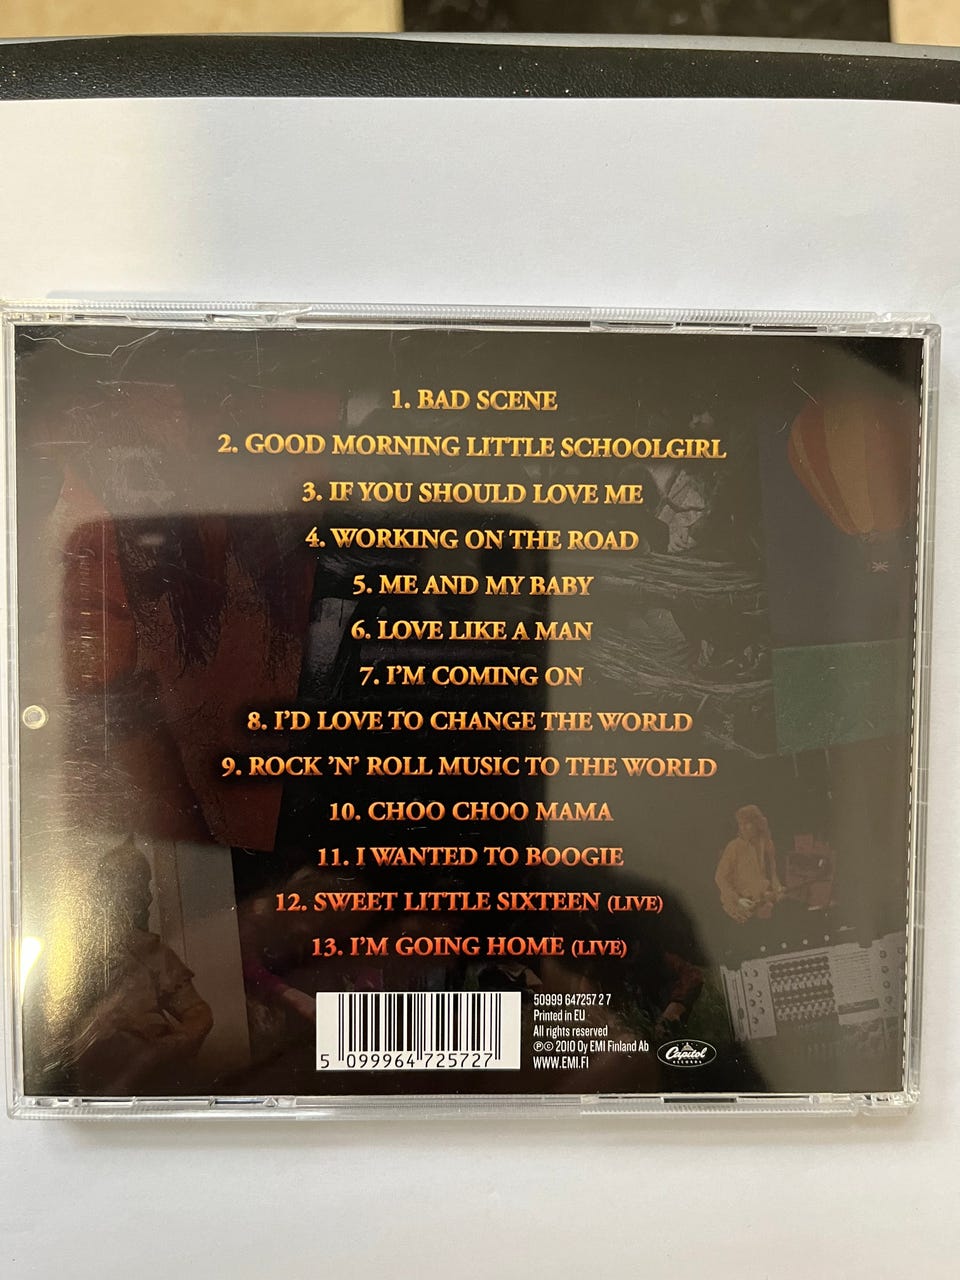 1. BAD SCENE
2. GOOD MORNING LITTLE SCHOOLGIRL
3. IF YOU SHOULD LOVE ME
4. WORKING ON THE ROAD
5. ME AND MY BABY
6. LOVE LIKE A MAN
7. I'M COMING ON
8. I'D LOVE TO CHANGE THE WORLD
9. ROCK 'N' ROLL MUSIC TO THE WORLD
10. CHOO CHOO MAMA
11. I WANTED TO BOOGIE
12. SWEET LITTLE SIXTEEN (LIVE)
13. I'M GOING HOME (LIVE)
5 099964 725727
50999 647257 2 7
Printed in EU
All rights reserved
℗© 2010 Oy EMI Finland Ab
WWW.EMI.FI
Capitol
RECORDS